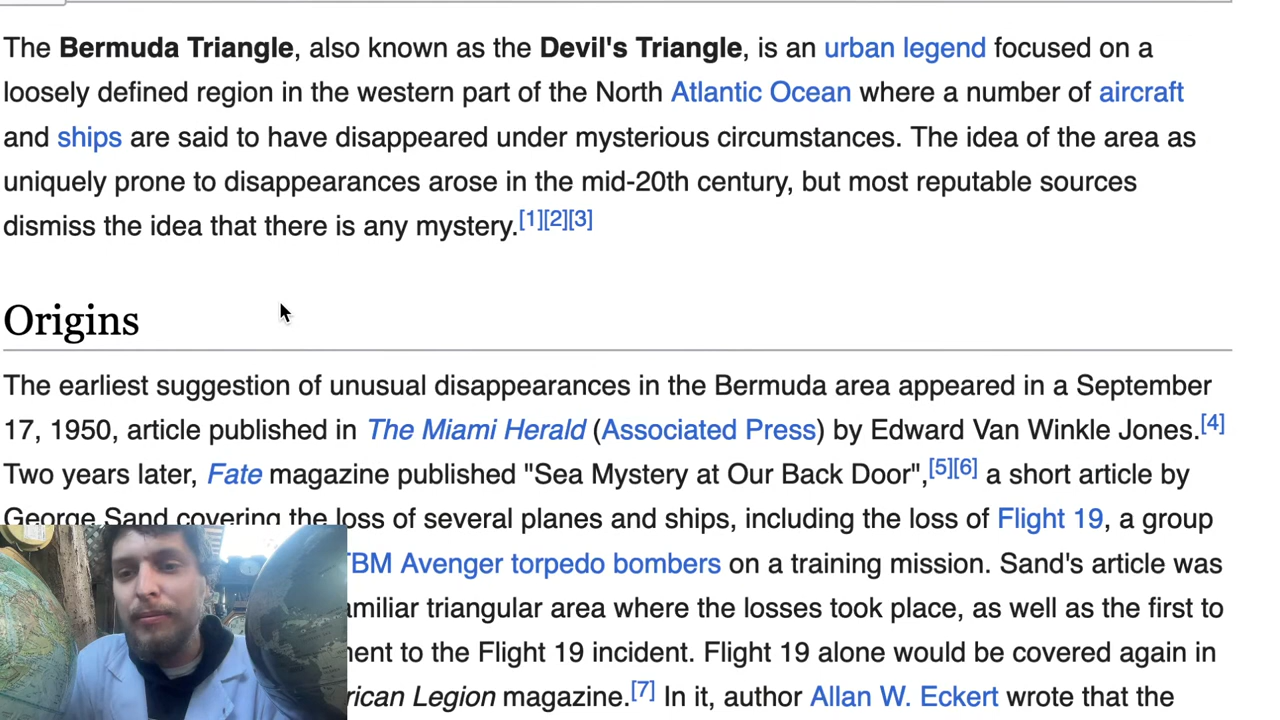 The Bermuda Triangle, also known as the Devil's Triangle, is an urban legend focused on a
loosely defined region in the western part of the North Atlantic Ocean where a number of aircraft
and ships are said to have disappeared under mysterious circumstances. The idea of the area as
uniquely prone to disappearances arose in the mid-20th century, but most reputable sources
dismiss the idea that there is any mystery.[1][2][3]
Origins
The earliest suggestion of unusual disappearances in the Bermuda area appeared in a September
17, 1950, article published in The Miami Herald (Associated Press) by Edward Van Winkle Jones.[4]
Two years later, Fate magazine published "Sea Mystery at Our Back Door",[5][6] a short article by
George Sand covering the loss of several planes and ships, including the loss of Flight 19, a group
TBM Avenger torpedo bombers on a training mission. Sand's article was
amiliar triangular area where the losses took place, as well as the first to
ent to the Flight 19 incident. Flight 19 alone would be covered again in
rican Legion magazine.[7] In it, author Allan W. Eckert wrote that the